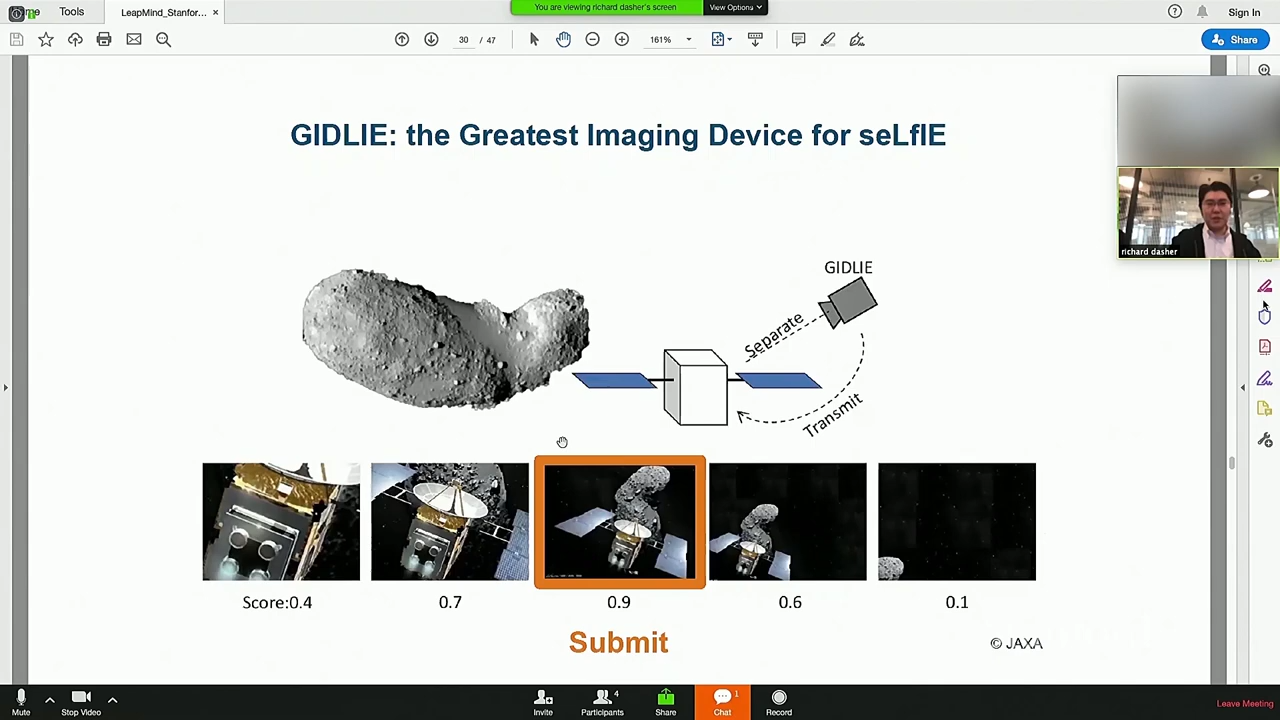 me
Tools
LeapMind_Stanfor...
You are viewing richard dasher's screen
View Options
Sign In
30 / 47
161%
Share
GIDLIE: the Greatest Imaging Device for seLfIE
richard dasher
GIDLIE
Separate
Transmit
Score:0.4
0.7
0.9
0.6
0.1
Submit
© JAXA
Mute
Stop Video
Invite
4
Participants
Share
1
Chat
Record
Leave Meeting